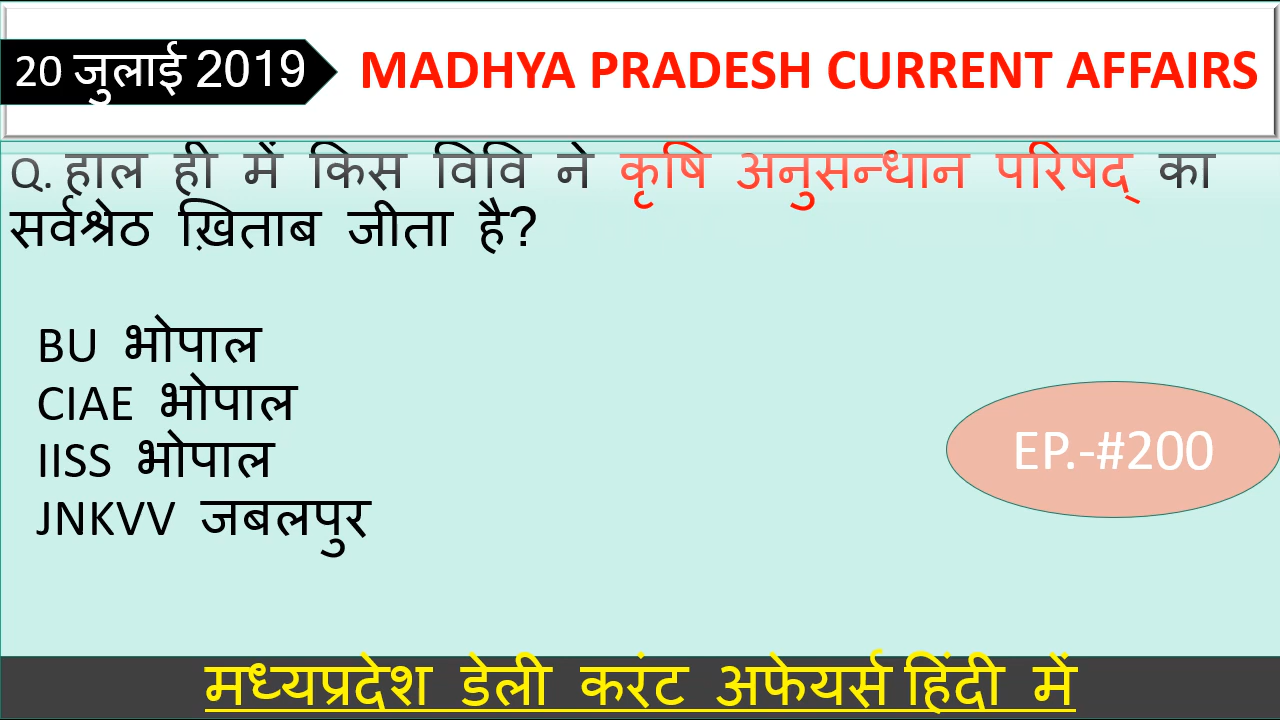 20 जुलाई 2019
MADHYA PRADESH CURRENT AFFAIRS
Q. हाल ही में किस विवि ने कृषि अनुसन्धान परिषद् का
सर्वश्रेठ ख़िताब जीता है?
BU भोपाल
CIAE भोपाल
IISS भोपाल
JNKVV जबलपुर
EP.-#200
मध्यप्रदेश डेली करंट अफेयर्स हिंदी में